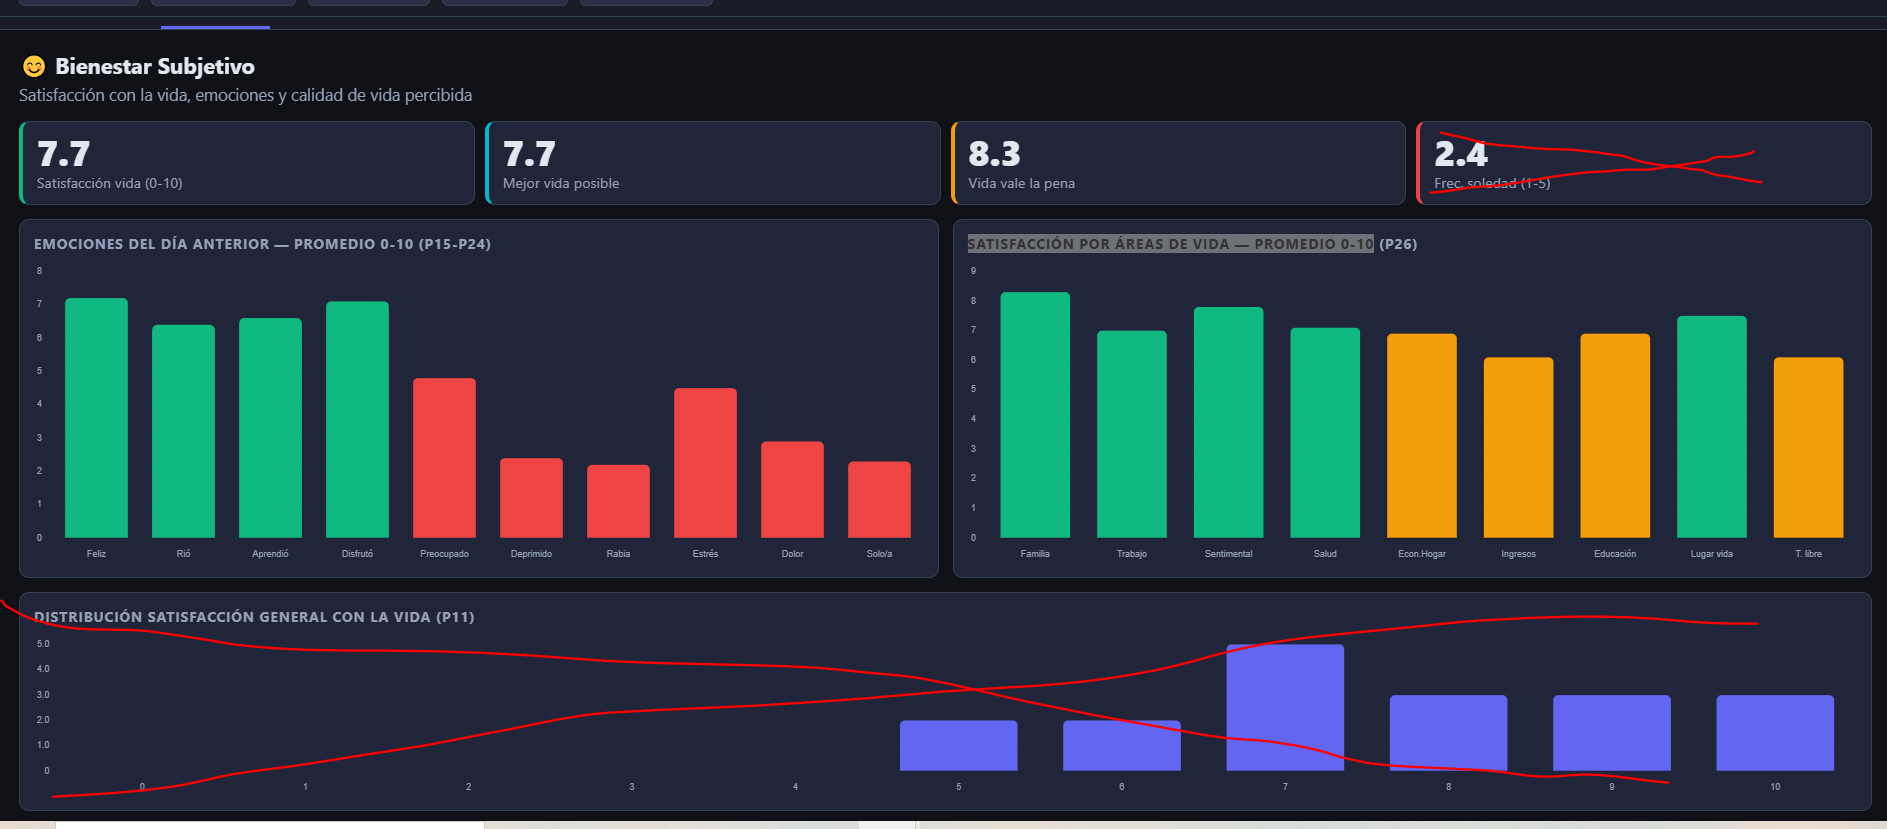 😊 Bienestar Subjetivo
Satisfacción con la vida, emociones y calidad de vida percibida
7.7
Satisfacción vida (0-10)
7.7
Mejor vida posible
8.3
Vida vale la pena
2.4
Frec. soledad (1-5)
EMOCIONES DEL DÍA ANTERIOR — PROMEDIO 0-10 (P15-P24)
8
7
6
5
4
3
2
1
0
Feliz Rió Aprendió Disfrutó Preocupado Deprimido Rabia Estrés Dolor Solo/a
SATISFACCIÓN POR ÁREAS DE VIDA — PROMEDIO 0-10 (P26)
9
8
7
6
5
4
3
2
1
0
Familia Trabajo Sentimental Salud Econ.Hogar Ingresos Educación Lugar vida T. libre
DISTRIBUCIÓN SATISFACCIÓN GENERAL CON LA VIDA (P11)
5.0
4.0
3.0
2.0
1.0
0
0 1 2 3 4 5 6 7 8 9 10